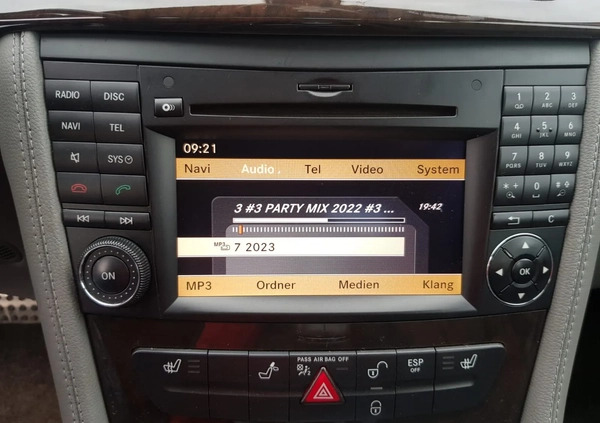 RADIO DISC
NAVI TEL
SYS
ON
09:21
Navi Audio Tel Video System
3 #3 PARTY MIX 2022 #3 ...
19:42
MP3 7 2023
MP3 Ordner Medien Klang
1 2 ABC 3 DEF
4 GHI 5 JKL 6 MNO
7 PQRS 8 TUV 9 WXYZ
* 0 #
C
OK
PASS AIR BAG OFF
ESP
OFF